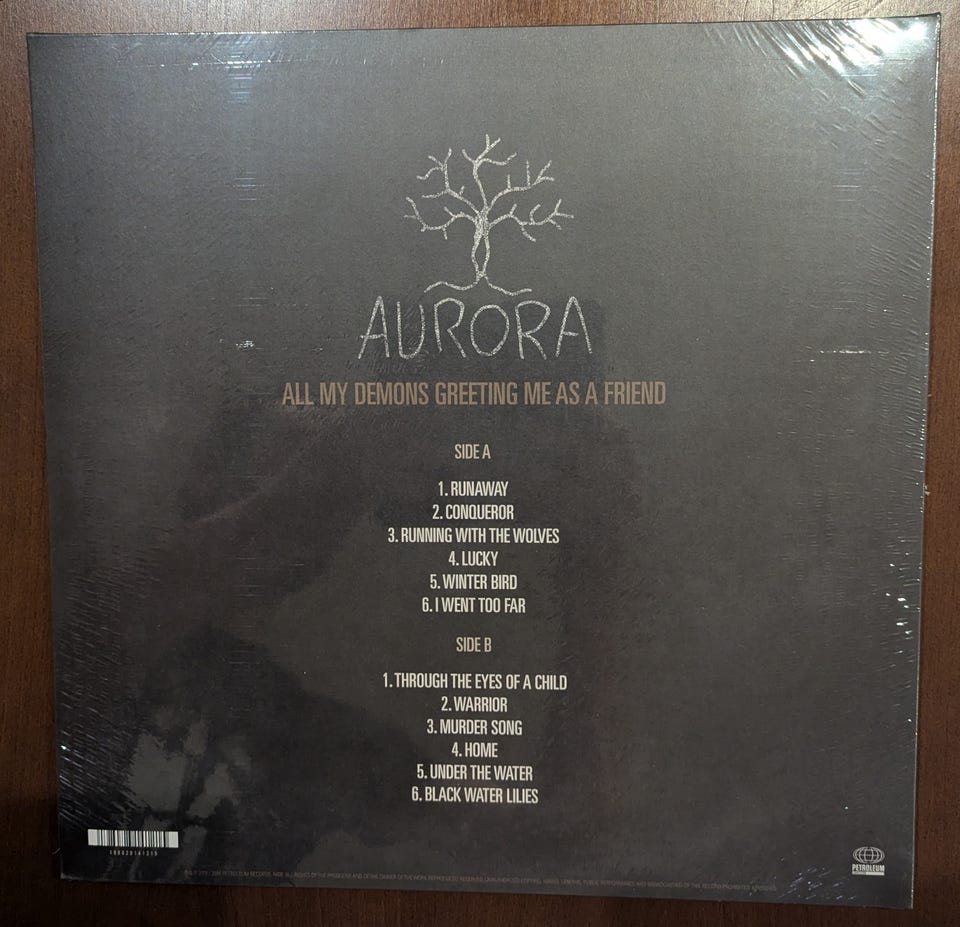 AURORA
ALL MY DEMONS GREETING ME AS A FRIEND
SIDE A
1. RUNAWAY
2. CONQUEROR
3. RUNNING WITH THE WOLVES
4. LUCKY
5. WINTER BIRD
6. I WENT TOO FAR
SIDE B
1. THROUGH THE EYES OF A CHILD
2. WARRIOR
3. MURDER SONG
4. HOME
5. UNDER THE WATER
6. BLACK WATER LILIES
PETROLEUM